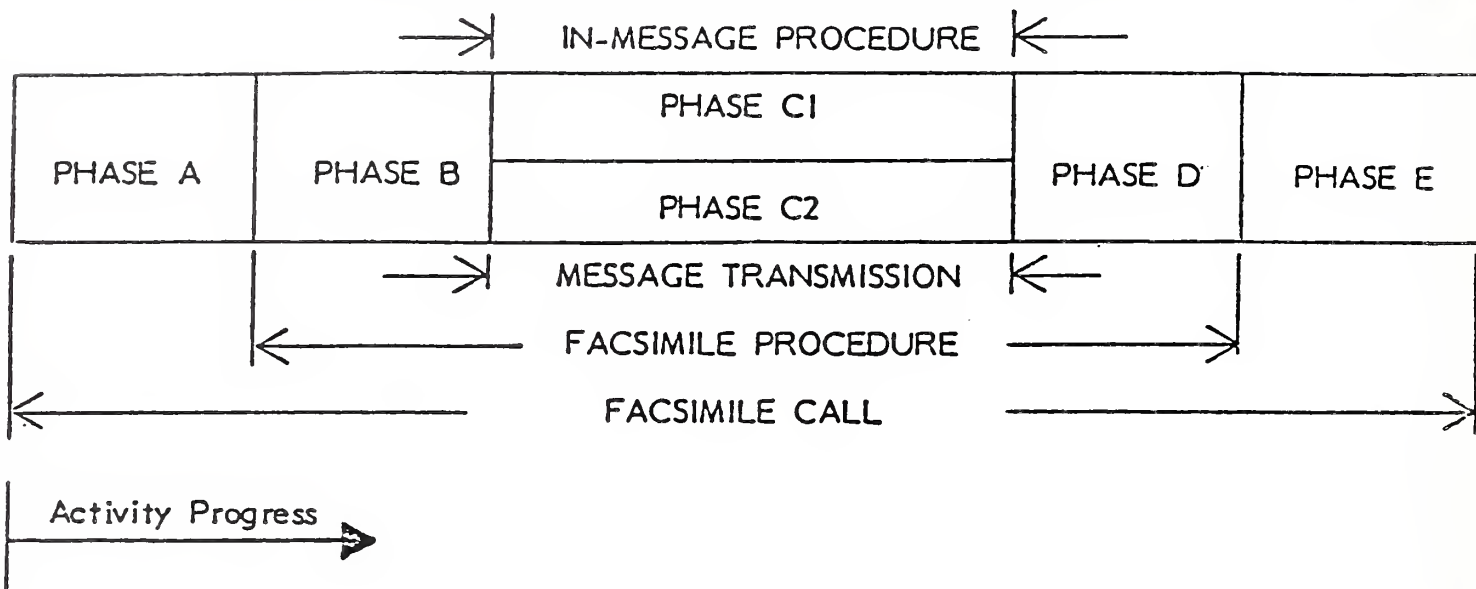 IN-MESSAGE PROCEDURE
PHASE A
PHASE B
PHASE C1
PHASE C2
PHASE D
PHASE E
MESSAGE TRANSMISSION
FACSIMILE PROCEDURE
FACSIMILE CALL
Activity Progress